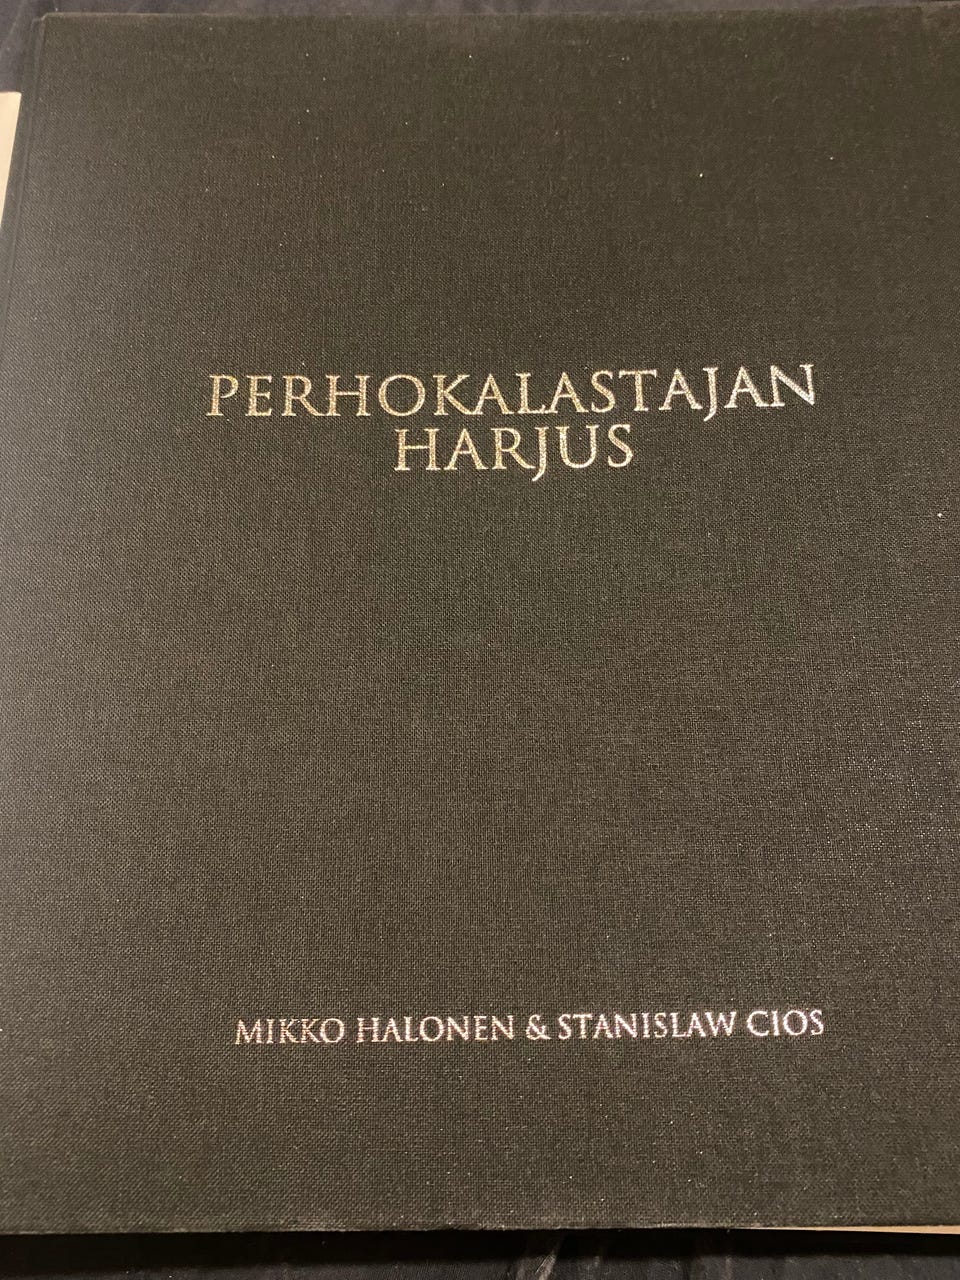 PERHOKALASTAJAN
HARJUS
MIKKO HALONEN & STANISLAW CIOS